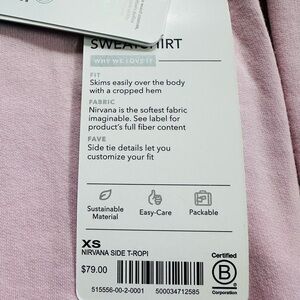 SWEATSHIRT
WHY WE LOVE IT
FIT
Skims easily over the body
with a cropped hem
FABRIC
Nirvana is the softest fabric
imaginable. See label for
product's full fiber content
FAVE
Side tie details let you
customize your fit
Sustainable
Material
Easy-Care
Packable
XS
NIRVANA SIDE T-ROPI
$79.00
515556-00-2-0001
500034712585
Certified
B
Corporation